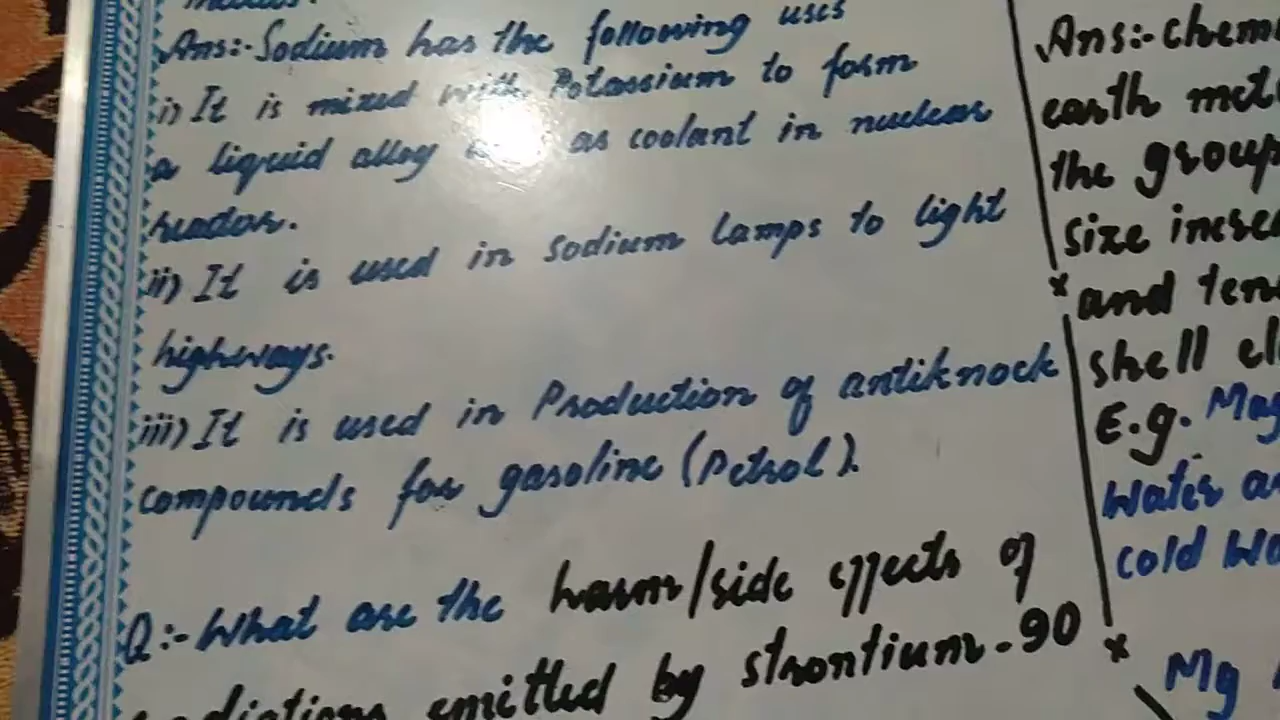 Ans:- Sodium has the following uses
i) It is mixed with Potassium to form
a liquid alloy as coolant in nuclear
reactor.
ii) It is used in sodium lamps to light
highways.
iii) It is used in Production of antiknock
compounds for gasoline (Petrol).
Q:- What are the harm/side effects of
emitted by strontium-90
Ans:- chem
earth met
the group
size increa
and ten
shell el
E.g. Mag
water a
cold wa
Mg